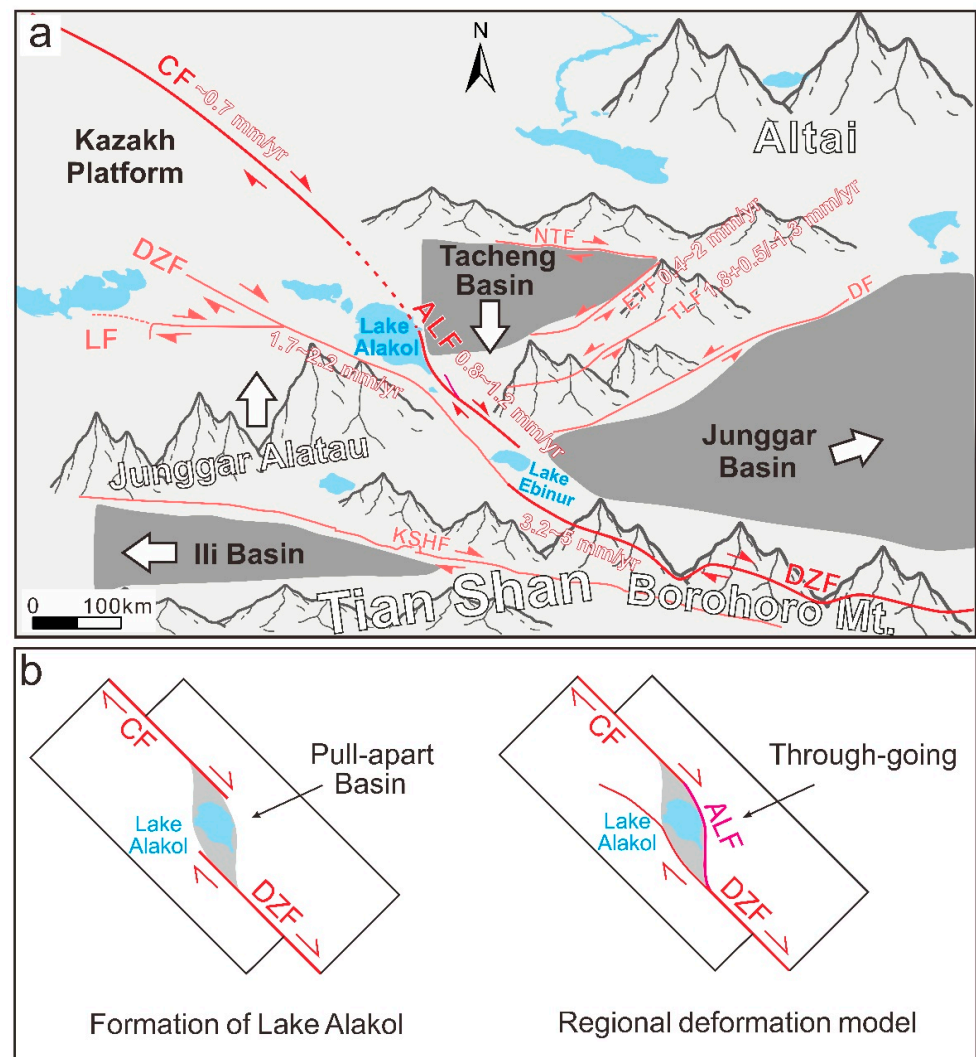 a
N
CF ~0.7 mm/yr
Kazakh
Platform
Altai
NTF
Tacheng
Basin
ETF 0.4~2 mm/yr
TLF 1.8+0.5/-1.3 mm/yr
DF
DZF
LF
1.7~2.2 mm/yr
Lake
Alakol
ALF 0.8~1.2 mm/yr
Junggar Alatau
Junggar
Basin
Lake
Ebinur
3.2~5 mm/yr
KSHF
Ili Basin
DZF
Tian Shan
Borohoro Mt.
0 100km
b
CF
Pull-apart
Basin
Lake
Alakol
DZF
Formation of Lake Alakol
CF
Through-going
ALF
Lake
Alakol
DZF
Regional deformation model